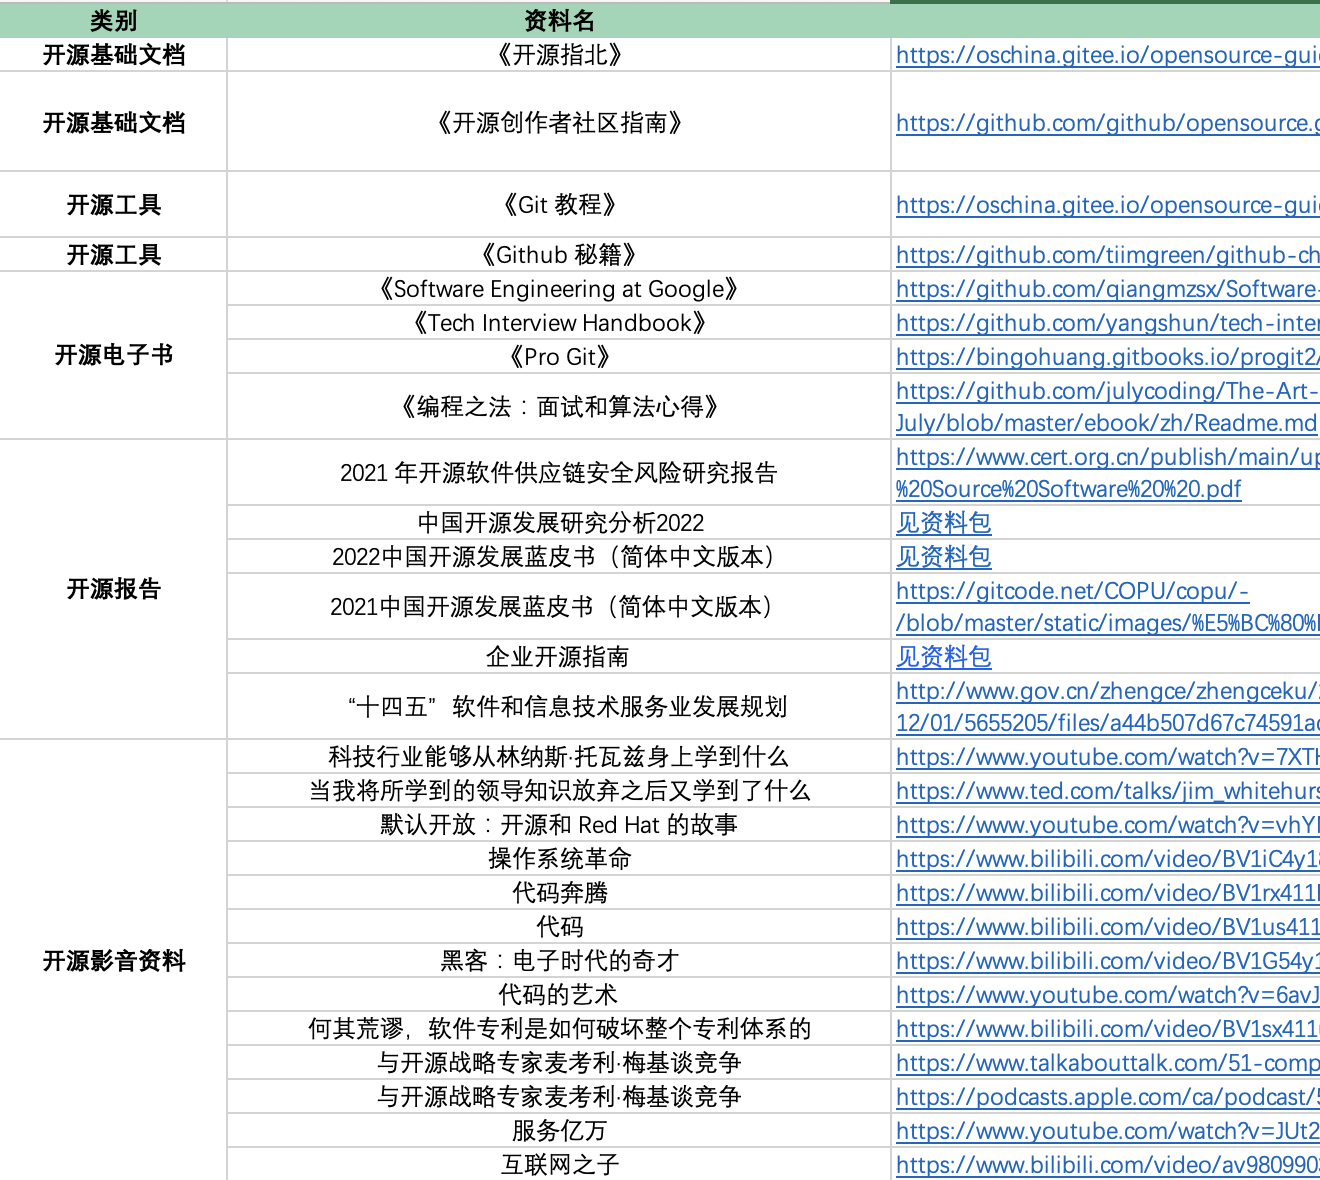 类别 资料名
开源基础文档 《开源指北》 https://oschina.gitee.io/opensource-gui
开源基础文档 《开源创作者社区指南》 https://github.com/github/opensource.g
开源工具 《Git 教程》 https://oschina.gitee.io/opensource-gui
开源工具 《Github 秘籍》 https://github.com/tiimgreen/github-ch
开源电子书
《Software Engineering at Google》 https://github.com/qiangmzsx/Software-
《Tech Interview Handbook》 https://github.com/yangshun/tech-inter
《Pro Git》 https://bingohuang.gitbooks.io/progit2/
《编程之法：面试和算法心得》 https://github.com/julycoding/The-Art-
July/blob/master/ebook/zh/Readme.md
开源报告
2021 年开源软件供应链安全风险研究报告 https://www.cert.org.cn/publish/main/up
%20Source%20Software%20%20.pdf
中国开源发展研究分析2022 见资料包
2022中国开源发展蓝皮书（简体中文版本） 见资料包
2021中国开源发展蓝皮书（简体中文版本） https://gitcode.net/COPU/copu/-
/blob/master/static/images/%E5%BC%80%
企业开源指南 见资料包
“十四五” 软件和信息技术服务业发展规划 http://www.gov.cn/zhengce/zhengceku/
12/01/5655205/files/a44b507d67c74591a
开源影音资料
科技行业能够从林纳斯·托瓦兹身上学到什么 https://www.youtube.com/watch?v=7XTH
当我将所学到的领导知识放弃之后又学到了什么 https://www.ted.com/talks/jim_whitehurs
默认开放：开源和 Red Hat 的故事 https://www.youtube.com/watch?v=vhY
操作系统革命 https://www.bilibili.com/video/BV1iC4y1
代码奔腾 https://www.bilibili.com/video/BV1rx411
代码 https://www.bilibili.com/video/BV1us411
黑客：电子时代的奇才 https://www.bilibili.com/video/BV1G54y1
代码的艺术 https://www.youtube.com/watch?v=6avJ
何其荒谬，软件专利是如何破坏整个专利体系的 https://www.bilibili.com/video/BV1sx411
与开源战略专家麦考利·梅基谈竞争 https://www.talkabouttalk.com/51-comp
与开源战略专家麦考利·梅基谈竞争 https://podcasts.apple.com/ca/podcast/5
服务亿万 https://www.youtube.com/watch?v=JUt2
互联网之子 https://www.bilibili.com/video/av980990